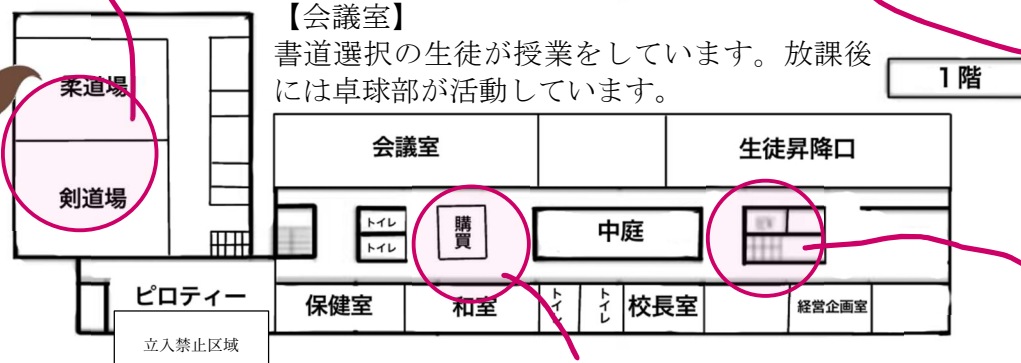 【会議室】
書道選択の生徒が授業をしています。放課後
には卓球部が活動しています。
1階
柔道場
剣道場
会議室
生徒昇降口
トイレ
トイレ
購買
中庭
ピロティー
保健室
和室
トイレ
トイレ
校長室
経営企画室
立入禁止区域